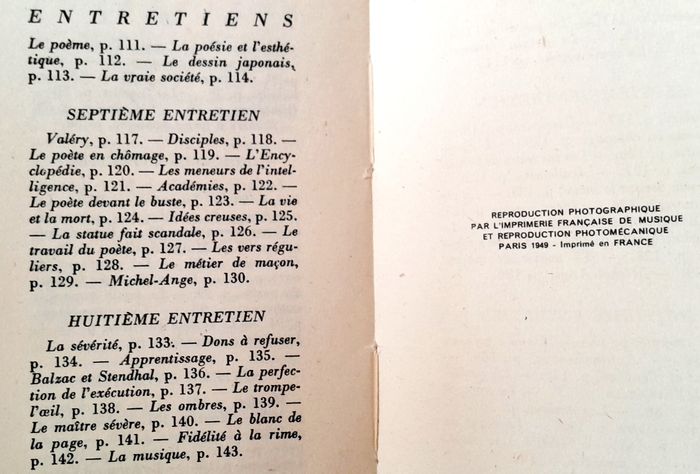 ENTRETIENS
Le poème, p. 111. — La poésie et l'esthé-
tique, p. 112. — Le dessin japonais,
p. 113. — La vraie société, p. 114.
SEPTIÈME ENTRETIEN
Valéry, p. 117. — Disciples, p. 118. —
Le poète en chômage, p. 119. — L'Ency-
clopédie, p. 120. — Les meneurs de l'intel-
ligence, p. 121. — Académies, p. 122. —
Le poète devant le buste, p. 123. — La vie
et la mort, p. 124. — Idées creuses, p. 125.
— La statue fait scandale, p. 126. — Le
travail du poète, p. 127. — Les vers régu-
liers, p. 128. — Le métier de maçon,
p. 129. — Michel-Ange, p. 130.
HUITIÈME ENTRETIEN
La sévérité, p. 133. — Dons à refuser,
p. 134. — Apprentissage, p. 135. —
Balzac et Stendhal, p. 136. — La perfec-
tion de l'exécution, p. 137. — Le trompe-
l'œil, p. 138. — Les ombres, p. 139. —
Le maître sévère, p. 140. — Le blanc de
la page, p. 141. — Fidélité à la rime,
p. 142. — La musique, p. 143.
REPRODUCTION PHOTOGRAPHIQUE
PAR L'IMPRIMERIE FRANÇAISE DE MUSIQUE
ET REPRODUCTION PHOTOMÉCANIQUE
PARIS 1949 - Imprimé en FRANCE